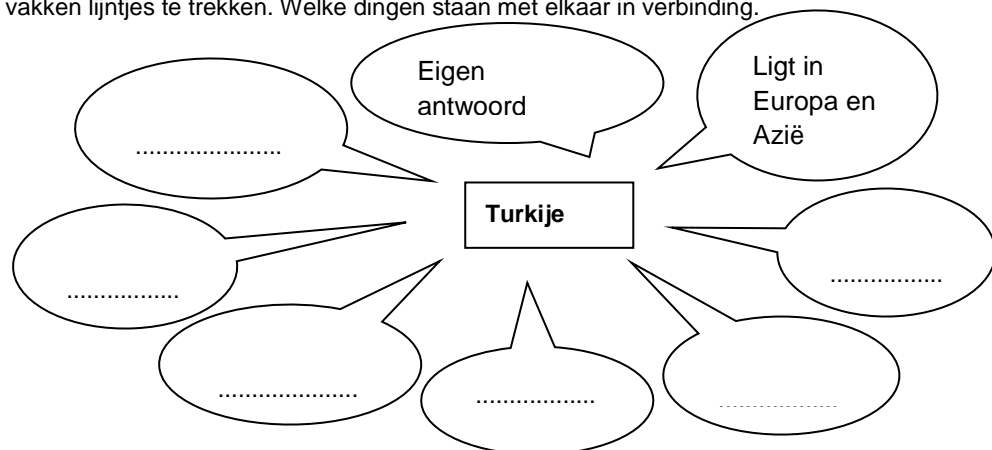 vakken lijntjes te trekken. Welke dingen staan met elkaar in verbinding.
Eigen
antwoord
Ligt in
Europa en
Azië
......................
Turkije
.................
.................
.....................
..................
..................